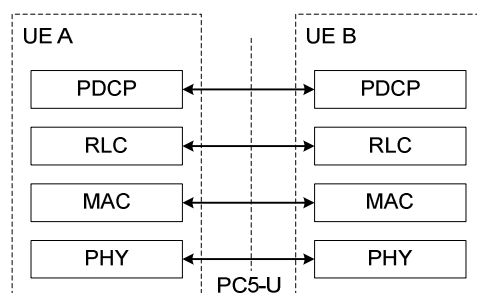 UE A UE B
PDCP PDCP
RLC RLC
MAC MAC
PHY PHY
PC5-U